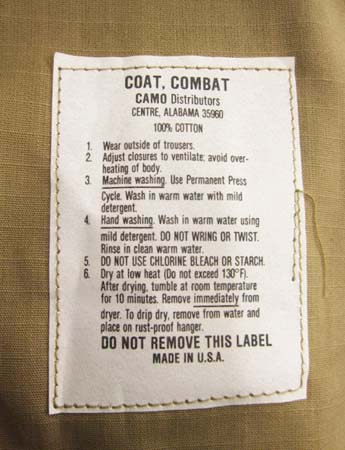 COAT, COMBAT
CAMO Distributors
CENTRE, ALABAMA 35960
100% COTTON
1. Wear outside of trousers.
2. Adjust closures to ventilate; avoid over-
heating of body.
3. Machine washing. Use Permanent Press
Cycle. Wash in warm water with mild
detergent.
4. Hand washing. Wash in warm water using
mild detergent. DO NOT WRING OR TWIST.
Rinse in clean warm water.
5. DO NOT USE CHLORINE BLEACH OR STARCH.
6. Dry at low heat (Do not exceed 130°F).
After drying, tumble at room temperature
for 10 minutes. Remove immediately from
dryer. To drip dry, remove from water and
place on rust-proof hanger.
DO NOT REMOVE THIS LABEL
MADE IN U.S.A.